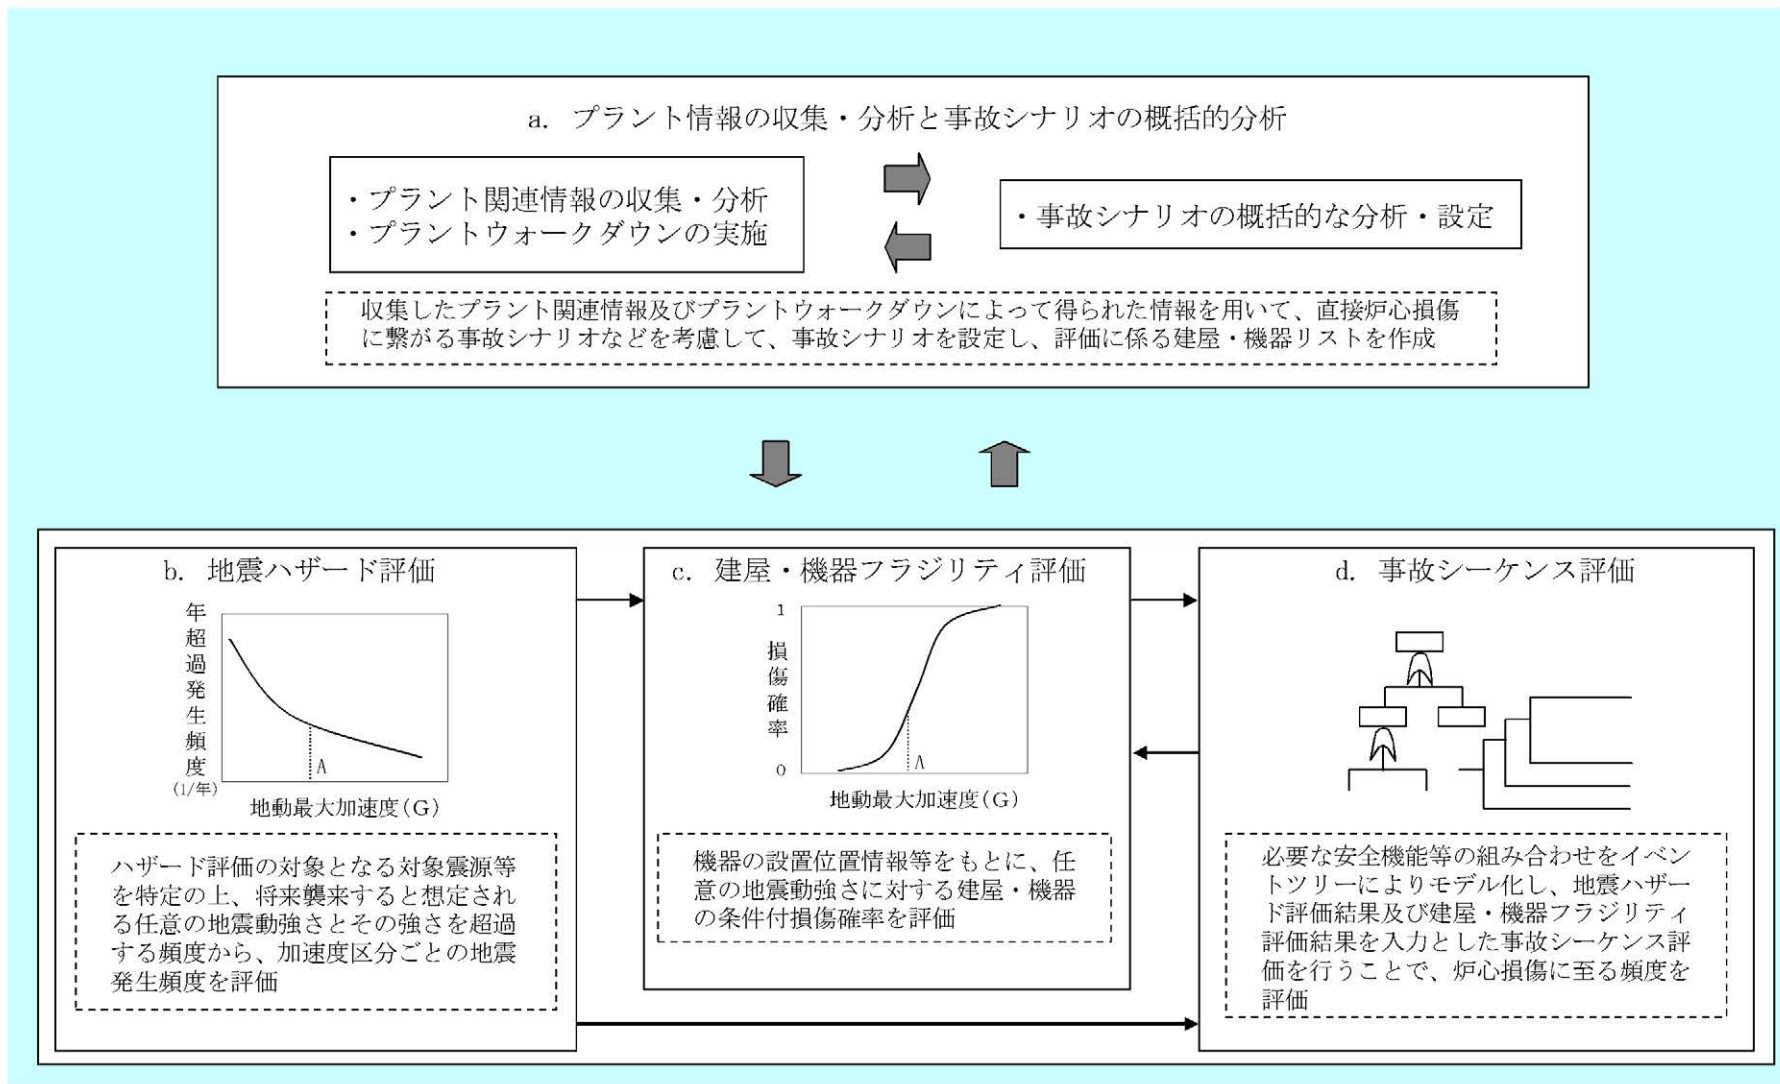 a. プラント情報の収集・分析と事故シナリオの概括的分析
・プラント関連情報の収集・分析
・プラントウォークダウンの実施
・事故シナリオの概括的な分析・設定
収集したプラント関連情報及びプラントウォークダウンによって得られた情報を用いて、直接炉心損傷
に繋がる事故シナリオなどを考慮して、事故シナリオを設定し、評価に係る建屋・機器リストを作成
b. 地震ハザード評価
年超過発生頻度
(1/年)
A
地動最大加速度(G)
ハザード評価の対象となる対象震源等
を特定の上、将来襲来すると想定され
る任意の地震動強さとその強さを超過
する頻度から、加速度区分ごとの地震
発生頻度を評価
c. 建屋・機器フラジリティ評価
1
損傷確率
0
A
地動最大加速度(G)
機器の設置位置情報等をもとに、任
意の地震動強さに対する建屋・機器
の条件付損傷確率を評価
d. 事故シーケンス評価
必要な安全機能等の組み合わせをイベン
トツリーによりモデル化し、地震ハザー
ド評価結果及び建屋・機器フラジリティ
評価結果を入力とした事故シーケンス評
価を行うことで、炉心損傷に至る頻度を
評価